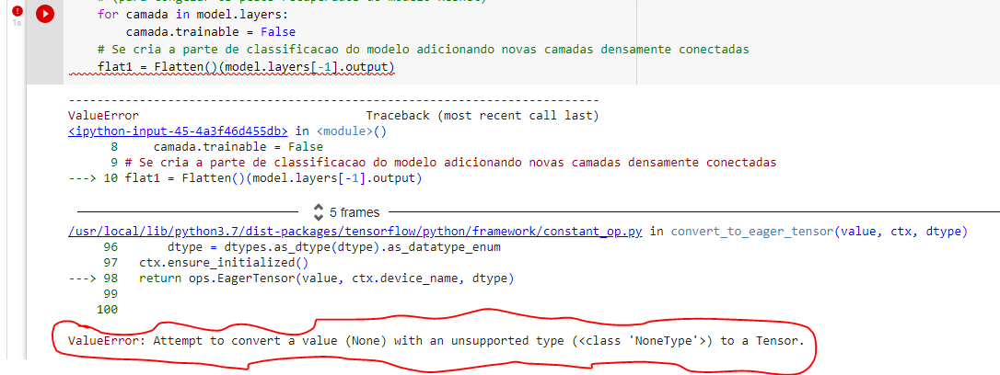 1s
for camada in model.layers:
camada.trainable = False
# Se cria a parte de classificacao do modelo adicionando novas camadas densamente conectadas
flat1 = Flatten()(model.layers[-1].output)
---------------------------------------------------------------------------
ValueError                                Traceback (most recent call last)
<ipython-input-45-4a3f46d455db> in <module>()
8     camada.trainable = False
9 # Se cria a parte de classificacao do modelo adicionando novas camadas densamente conectadas
---> 10 flat1 = Flatten()(model.layers[-1].output)
5 frames
/usr/local/lib/python3.7/dist-packages/tensorflow/python/framework/constant_op.py in convert_to_eager_tensor(value, ctx, dtype)
96       dtype = dtypes.as_dtype(dtype).as_datatype_enum
97   ctx.ensure_initialized()
---> 98   return ops.EagerTensor(value, ctx.device_name, dtype)
99
100
ValueError: Attempt to convert a value (None) with an unsupported type (<class 'NoneType'>) to a Tensor.